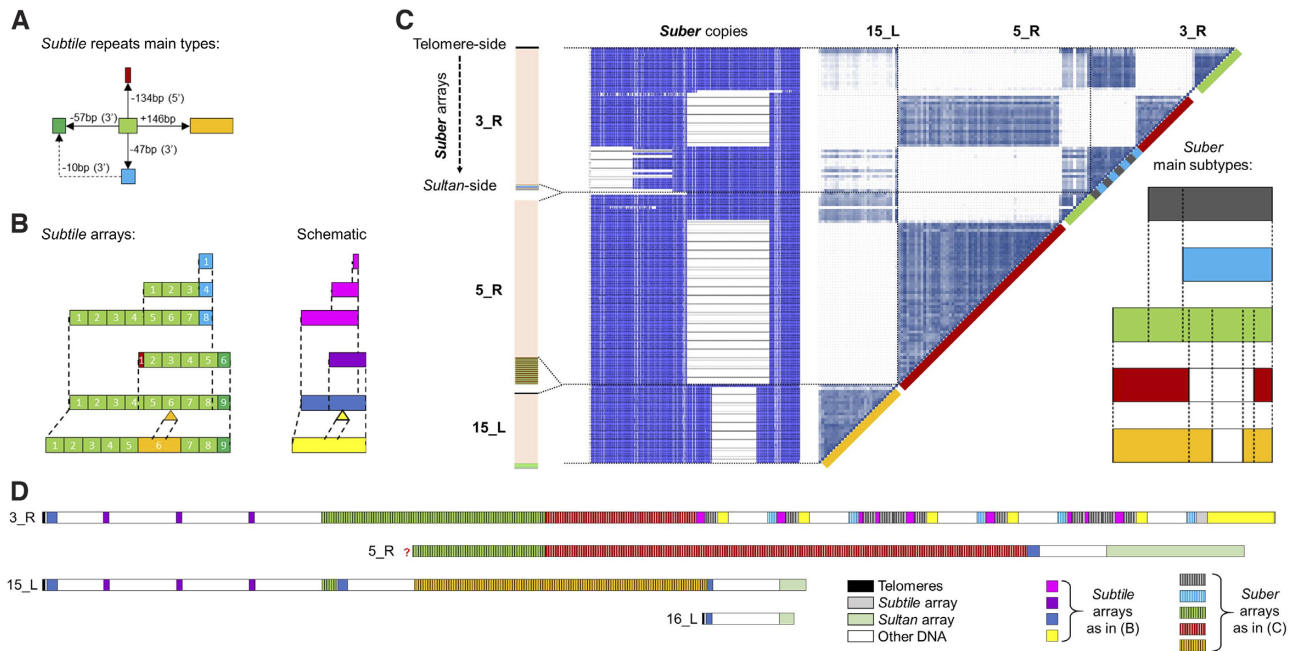 A
Subtile repeats main types:
-134bp (5')
-57bp (3')
+146bp
-47bp (3')
-10bp (3')
B
Subtile arrays:
Schematic
1
1 2 3 4
1 2 3 4 5 6 7 8
1 2 3 4 5 6
1 2 3 4 5 6 7 8 9
1 2 3 4 5 6 7 8 9
C
Suber copies
15_L
5_R
3_R
Telomere-side
Suber arrays
Sultan-side
3_R
5_R
15_L
Suber
main subtypes:
D
3_R
5_R ?
15_L
16_L
Telomeres
Subtile array
Sultan array
Other DNA
Subtile
arrays
as in (B)
Suber
arrays
as in (C)